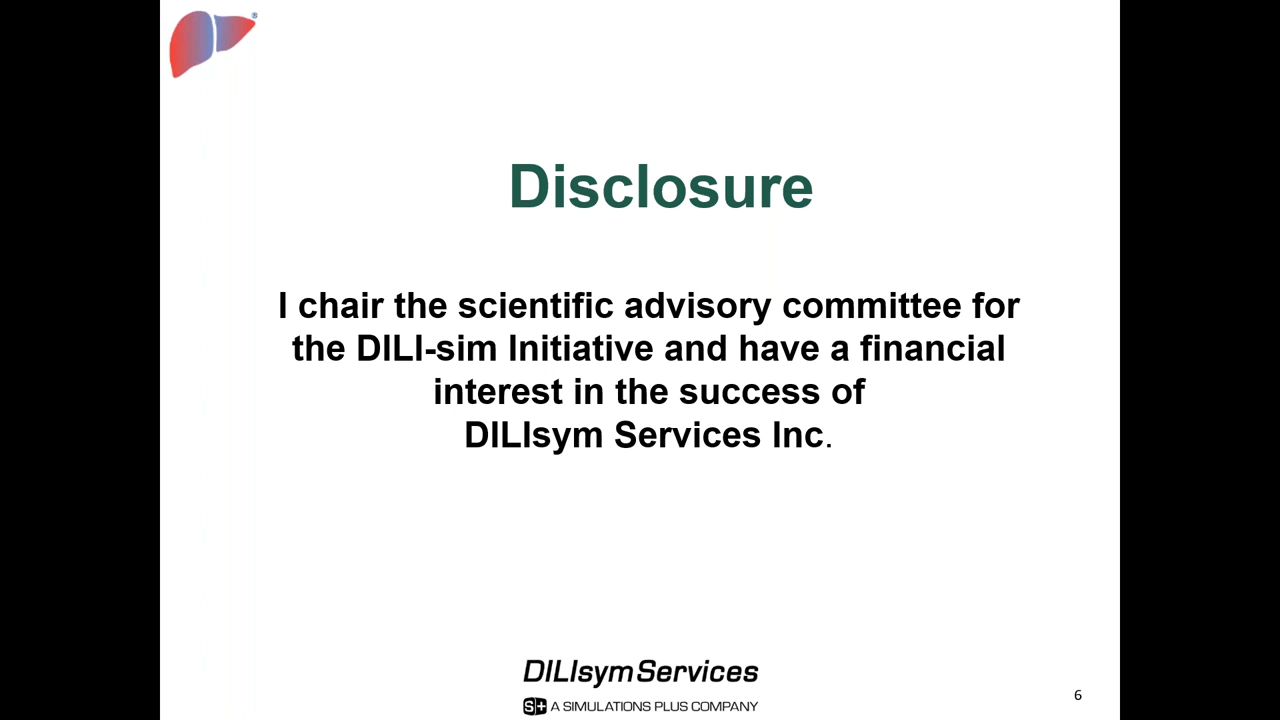 ®
Disclosure
I chair the scientific advisory committee for
the DILI-sim Initiative and have a financial
interest in the success of
DILIsym Services Inc.
DILIsym Services
S+ A SIMULATIONS PLUS COMPANY
6